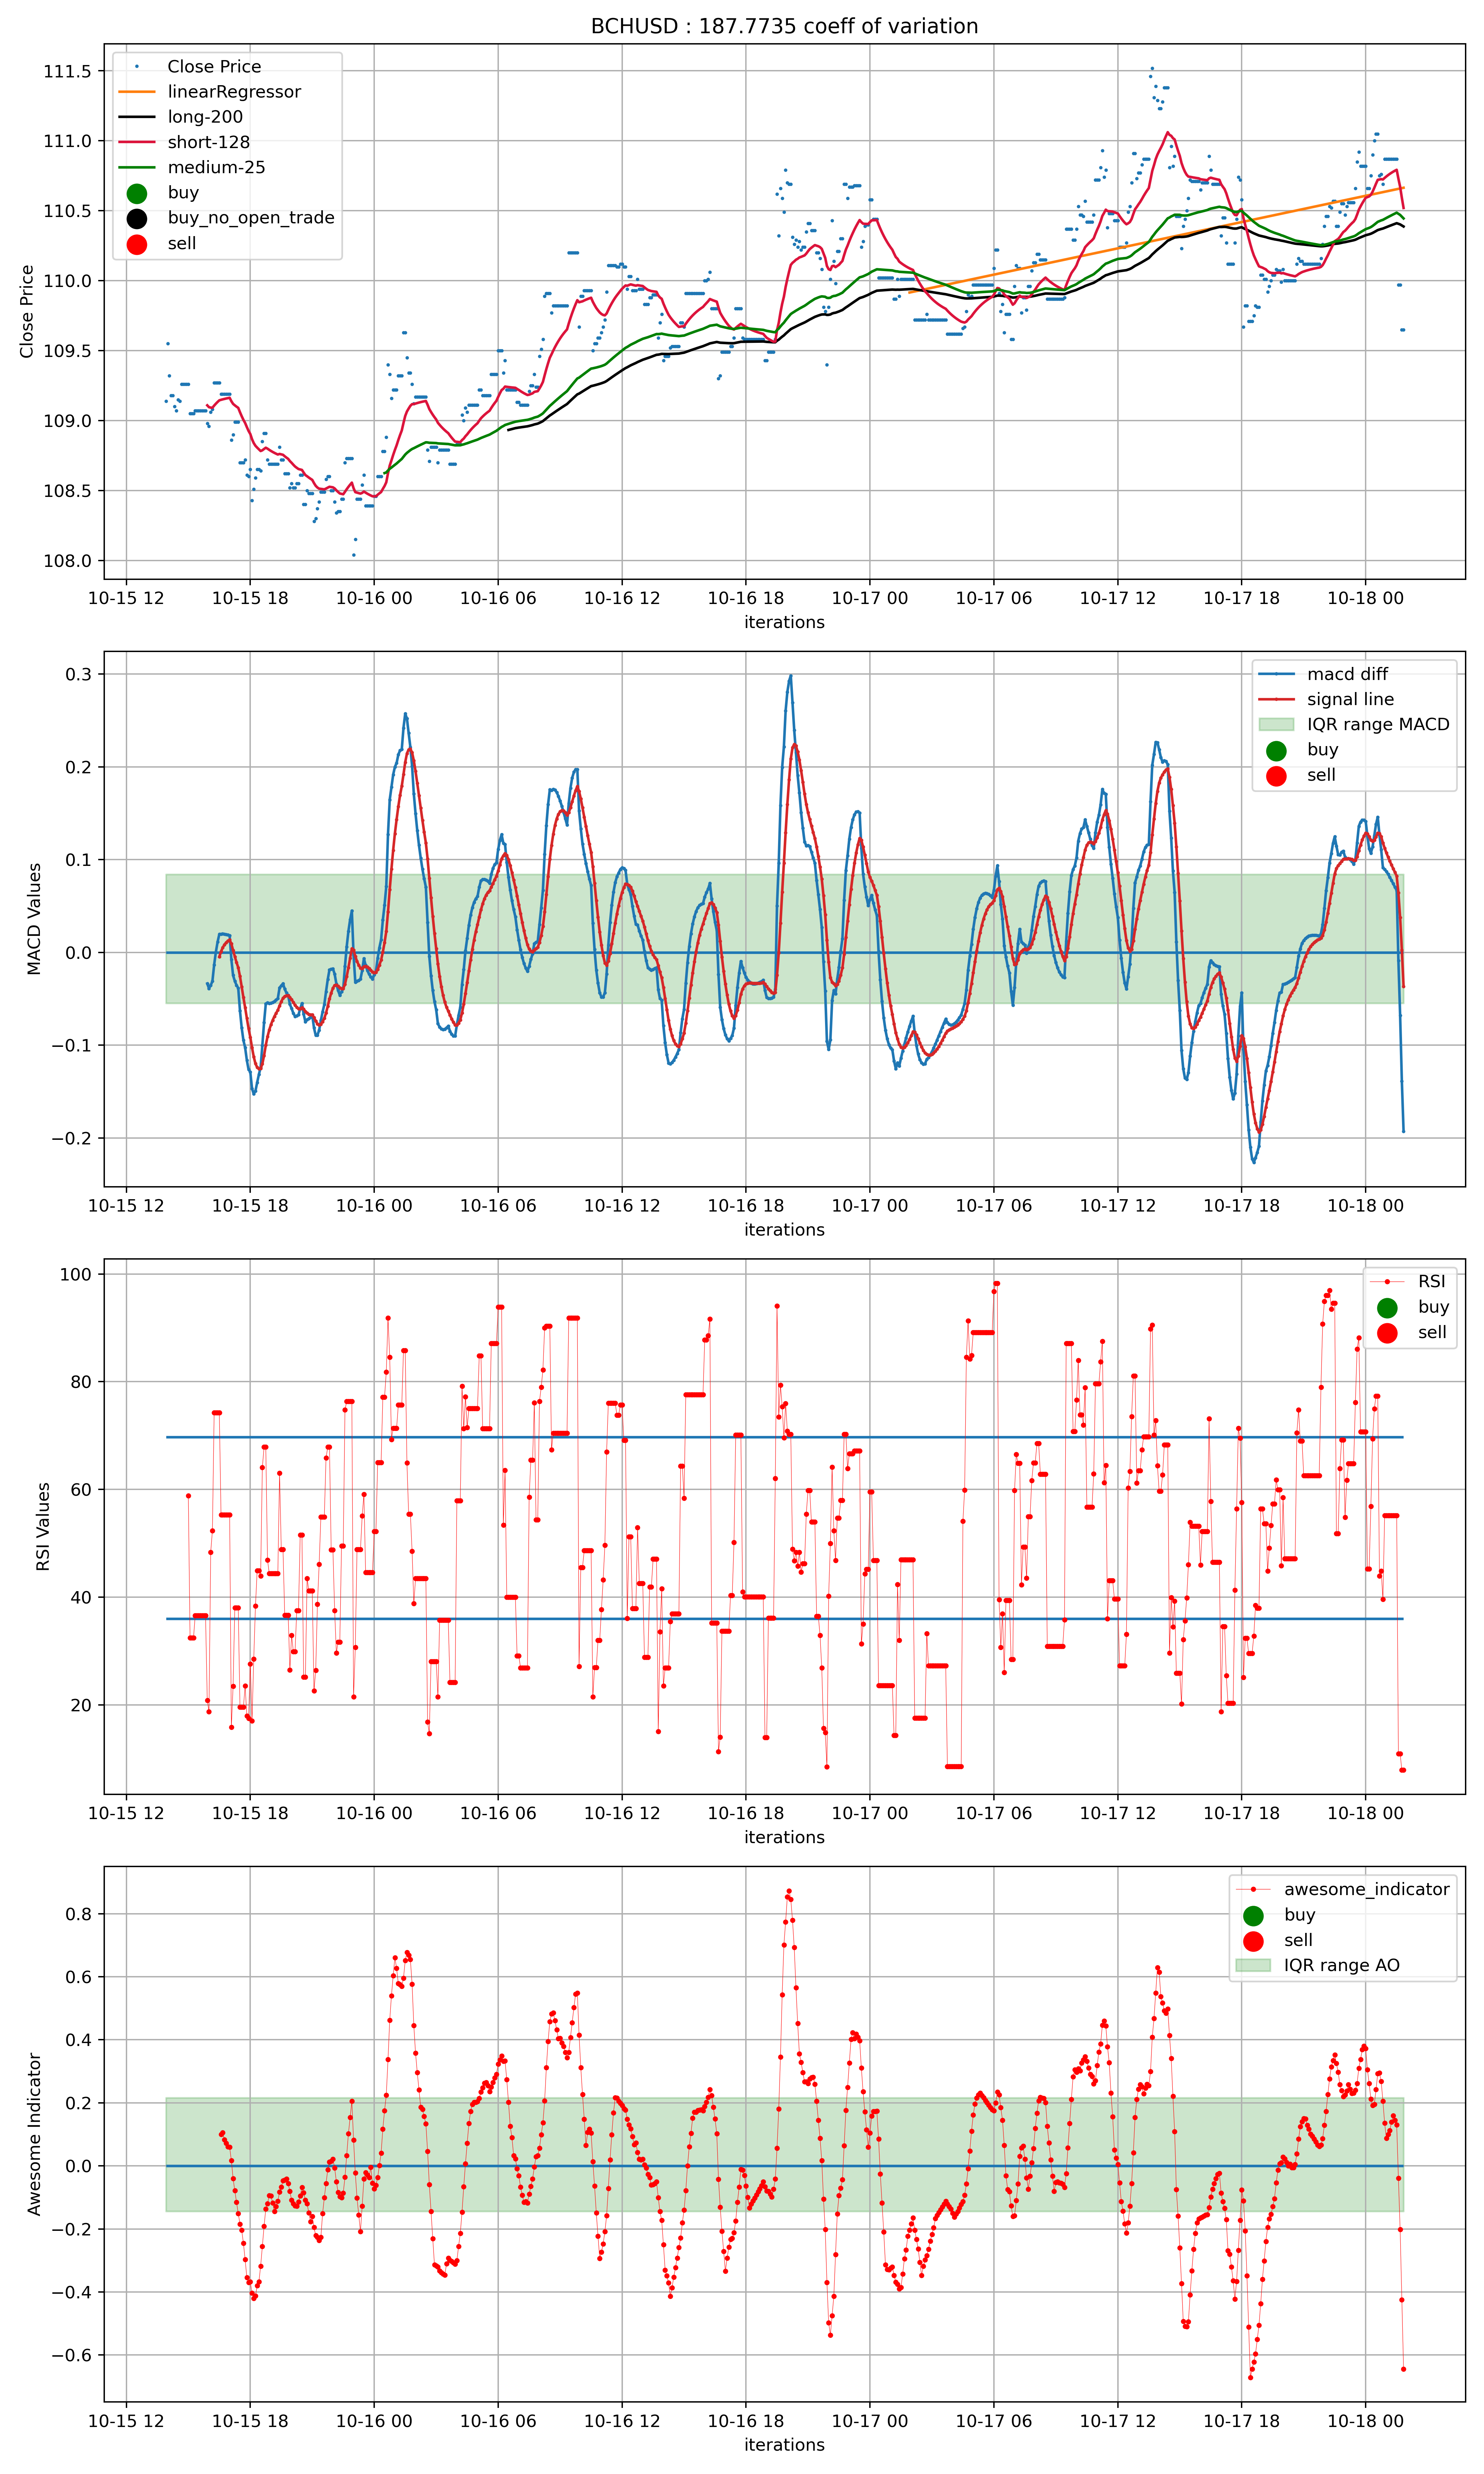 BCHUSD : 187.7735 coeff of variation
Close Price
linearRegressor
long-200
short-128
medium-25
buy
buy_no_open_trade
sell
111.5
111.0
110.5
110.0
109.5
109.0
108.5
108.0
Close Price
10-15 12 10-15 18 10-16 00 10-16 06 10-16 12 10-16 18 10-17 00 10-17 06 10-17 12 10-17 18 10-18 00
iterations
macd diff
signal line
IQR range MACD
buy
sell
0.3
0.2
0.1
0.0
−0.1
−0.2
MACD Values
10-15 12 10-15 18 10-16 00 10-16 06 10-16 12 10-16 18 10-17 00 10-17 06 10-17 12 10-17 18 10-18 00
iterations
RSI
buy
sell
100
80
60
40
20
RSI Values
10-15 12 10-15 18 10-16 00 10-16 06 10-16 12 10-16 18 10-17 00 10-17 06 10-17 12 10-17 18 10-18 00
iterations
awesome_indicator
buy
sell
IQR range AO
0.8
0.6
0.4
0.2
0.0
−0.2
−0.4
−0.6
Awesome Indicator
10-15 12 10-15 18 10-16 00 10-16 06 10-16 12 10-16 18 10-17 00 10-17 06 10-17 12 10-17 18 10-18 00
iterations